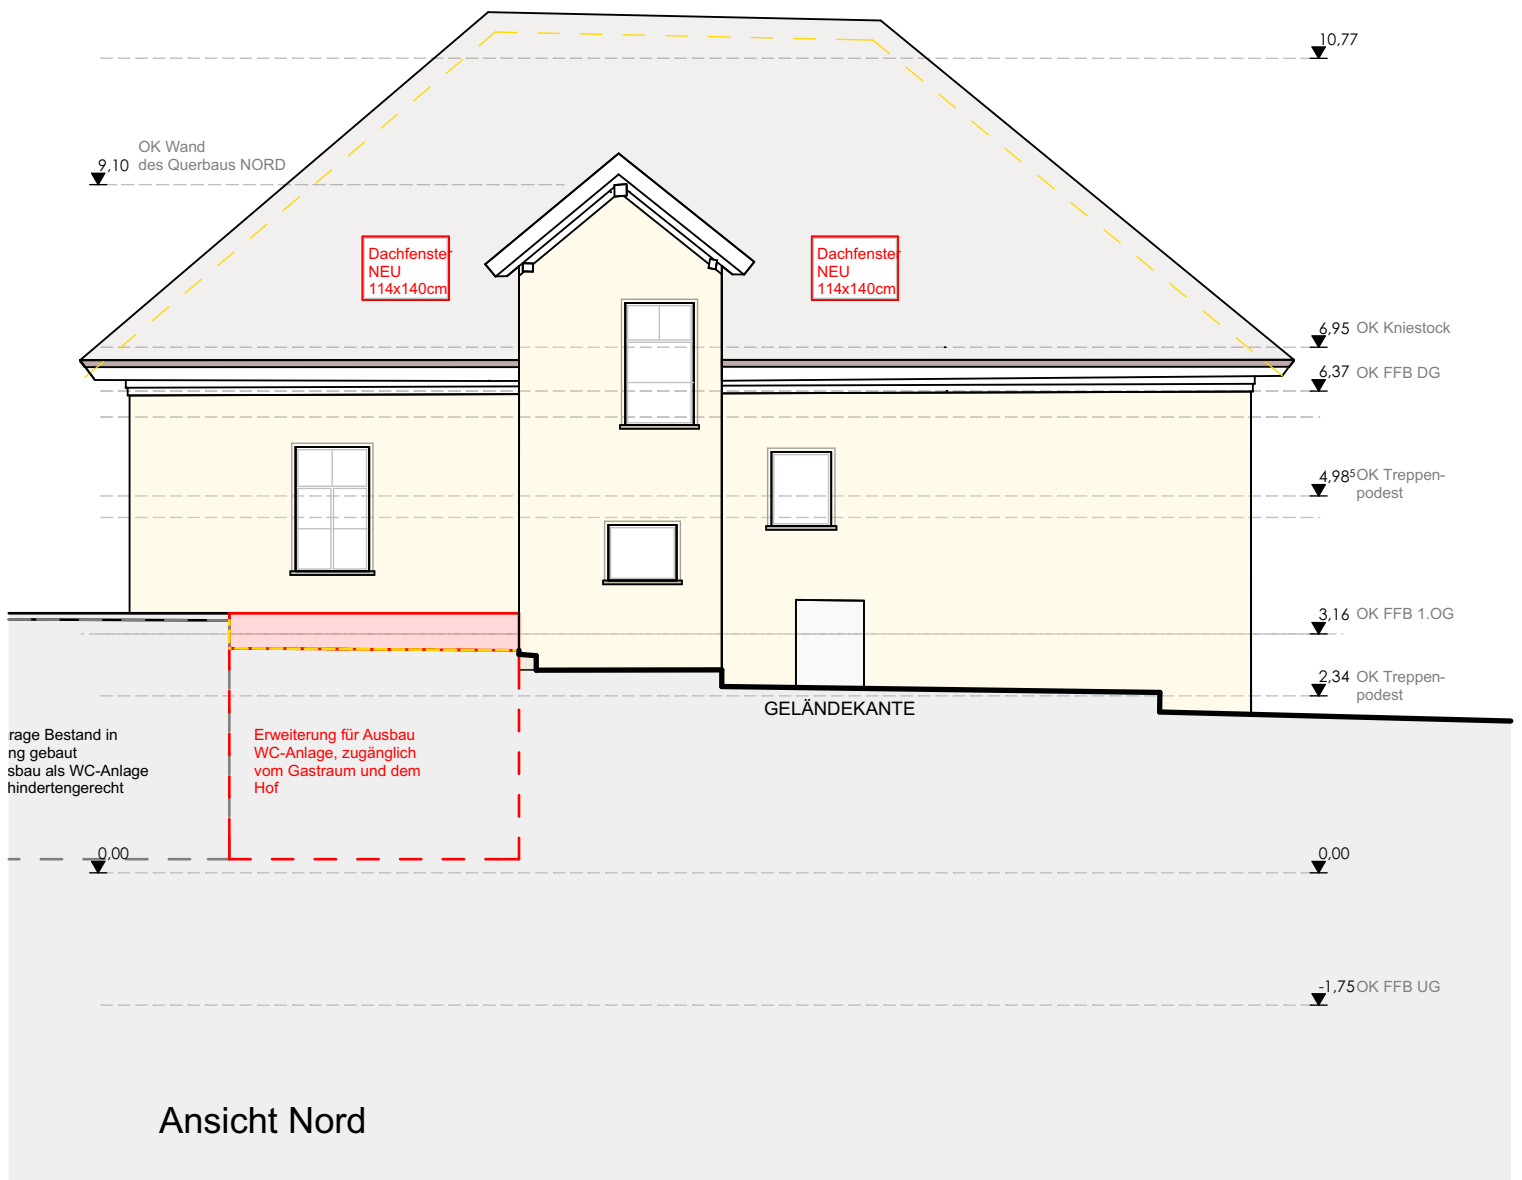 10,77
OK Wand
9,10 des Querbaus NORD
Dachfenster
NEU
114x140cm
Dachfenster
NEU
114x140cm
6,95 OK Kniestock
6,37 OK FFB DG
4,98⁵ OK Treppen-
podest
3,16 OK FFB 1.OG
2,34 OK Treppen-
podest
GELÄNDEKANTE
rage Bestand in
ng gebaut
sbau als WC-Anlage
hindertengerecht
Erweiterung für Ausbau
WC-Anlage, zugänglich
vom Gastraum und dem
Hof
0,00
0,00
-1,75 OK FFB UG
Ansicht Nord